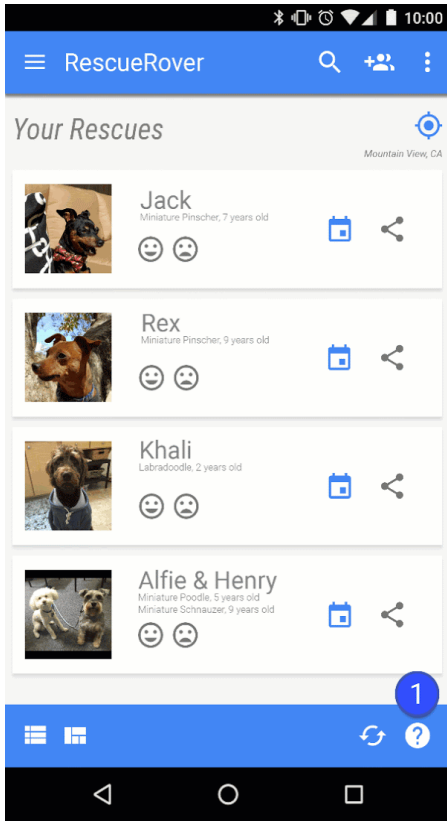 10:00
RescueRover
Your Rescues
Mountain View, CA
Jack
Miniature Pinscher, 7 years old
Rex
Miniature Pinscher, 9 years old
Khali
Labradoodle, 2 years old
Alfie & Henry
Miniature Poodle, 5 years old
Miniature Schnauzer, 9 years old
1
?